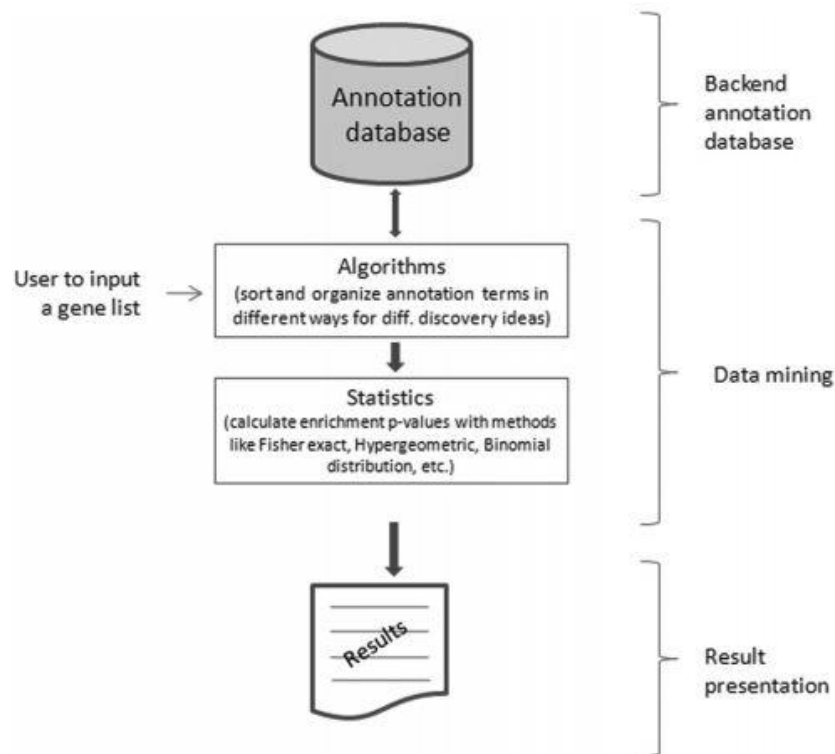 Annotation
database
Backend
annotation
database
User to input
a gene list
Algorithms
(sort and organize annotation terms in
different ways for diff. discovery ideas)
Statistics
(calculate enrichment p-values with methods
like Fisher exact, Hypergeometric, Binomial
distribution, etc.)
Data mining
Results
Result
presentation